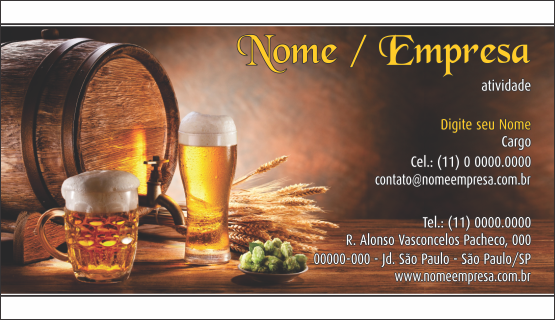 Nome / Empresa
atividade
Digite seu Nome
Cargo
Cel.: (11) 0 0000.0000
contato@nomeempresa.com.br
Tel.: (11) 0000.0000
R. Alonso Vasconcelos Pacheco, 000
00000-000 - Jd. São Paulo - São Paulo/SP
www.nomeempresa.com.br